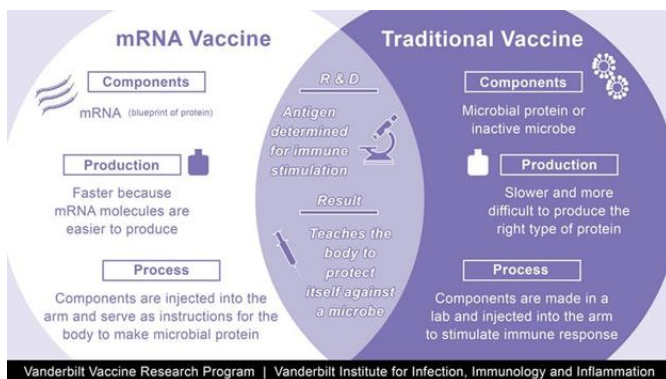 mRNA Vaccine
Components
mRNA (blueprint of protein)
Production
Faster because
mRNA molecules are
easier to produce
Process
Components are injected into the
arm and serve as instructions for the
body to make microbial protein
R & D
Antigen
determined
for immune
stimulation
Result
Teaches the
body to
protect
itself against
a microbe
Traditional Vaccine
Components
Microbial protein or
inactive microbe
Production
Slower and more
difficult to produce the
right type of protein
Process
Components are made in a
lab and injected into the arm
to stimulate immune response
Vanderbilt Vaccine Research Program | Vanderbilt Institute for Infection, Immunology and Inflammation